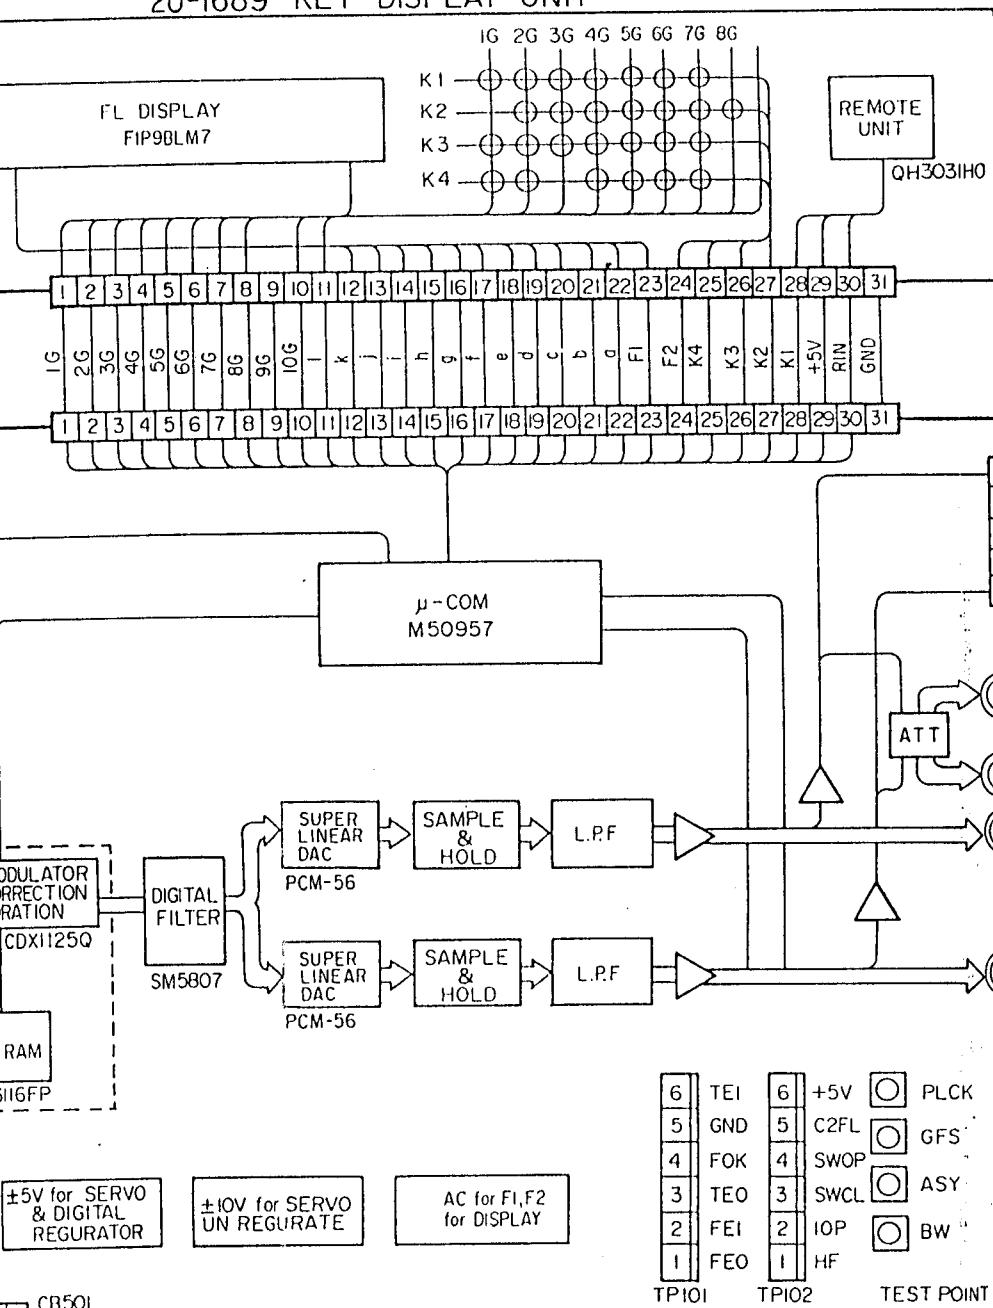 20-1689 KEY DISPLAY UNIT
1G 2G 3G 4G 5G 6G 7G 8G
K1
K2
K3
K4
FL DISPLAY
FIP9BLM7
REMOTE
UNIT
QH3031H0
1 2 3 4 5 6 7 8 9 10 11 12 13 14 15 16 17 18 19 20 21 22 23 24 25 26 27 28 29 30 31
1G 2G 3G 4G 5G 6G 7G 8G 9G 10G l k j i h g f e d c b a F1 F2 K4 K3 K2 K1 +5V RIN GND
1 2 3 4 5 6 7 8 9 10 11 12 13 14 15 16 17 18 19 20 21 22 23 24 25 26 27 28 29 30 31
μ-COM
M50957
ATT
ODULATOR
RRECTION
RATION
CDX1125Q
DIGITAL
FILTER
SM5807
SUPER
LINEAR
DAC
PCM-56
SAMPLE
&
HOLD
L.P.F
SUPER
LINEAR
DAC
PCM-56
SAMPLE
&
HOLD
L.P.F
RAM
6116FP
±5V for SERVO
& DIGITAL
REGURATOR
±10V for SERVO
UN REGURATE
AC for F1,F2
for DISPLAY
6 TEI
5 GND
4 FOK
3 TEO
2 FEI
1 FEO
TP101
6 +5V
5 C2FL
4 SWOP
3 SWCL
2 IOP
1 HF
TP102
PLCK
GFS
ASY
BW
TEST POINT
CB501